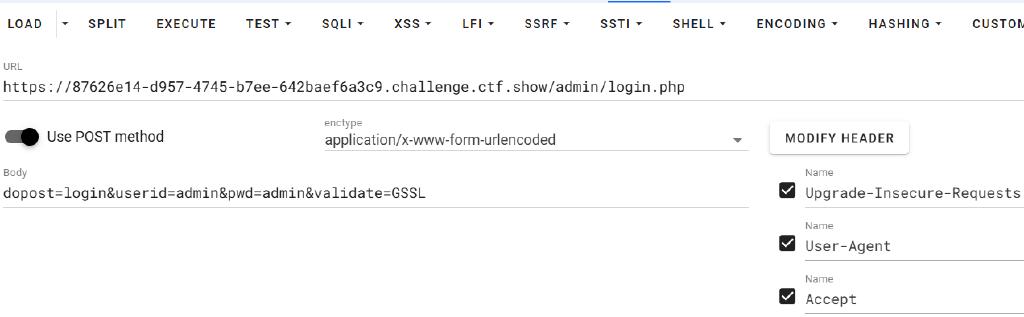 LOAD SPLIT EXECUTE TEST SQLI XSS LFI SSRF SSTI SHELL ENCODING HASHING CUSTOM
URL
https://87626e14-d957-4745-b7ee-642baef6a3c9.challenge.ctf.show/admin/login.php
Use POST method
enctype
application/x-www-form-urlencoded
MODIFY HEADER
Body
dopost=login&userid=admin&pwd=admin&validate=GSSL
Name
Upgrade-Insecure-Requests
Name
User-Agent
Name
Accept